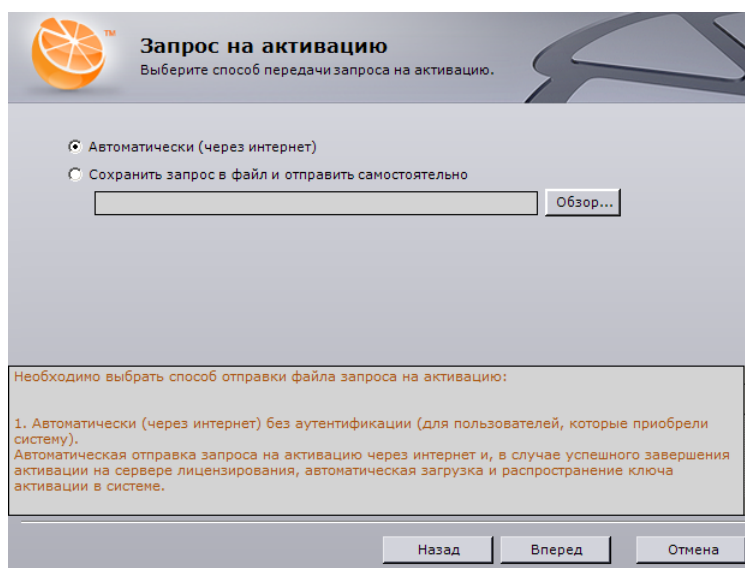 TM
Запрос на активацию
Выберите способ передачи запроса на активацию.
Автоматически (через интернет)
Сохранить запрос в файл и отправить самостоятельно
Обзор...
Необходимо выбрать способ отправки файла запроса на активацию:
1. Автоматически (через интернет) без аутентификации (для пользователей, которые приобрели
систему).
Автоматическая отправка запроса на активацию через интернет и, в случае успешного завершения
активации на сервере лицензирования, автоматическая загрузка и распространение ключа
активации в системе.
Назад
Вперед
Отмена